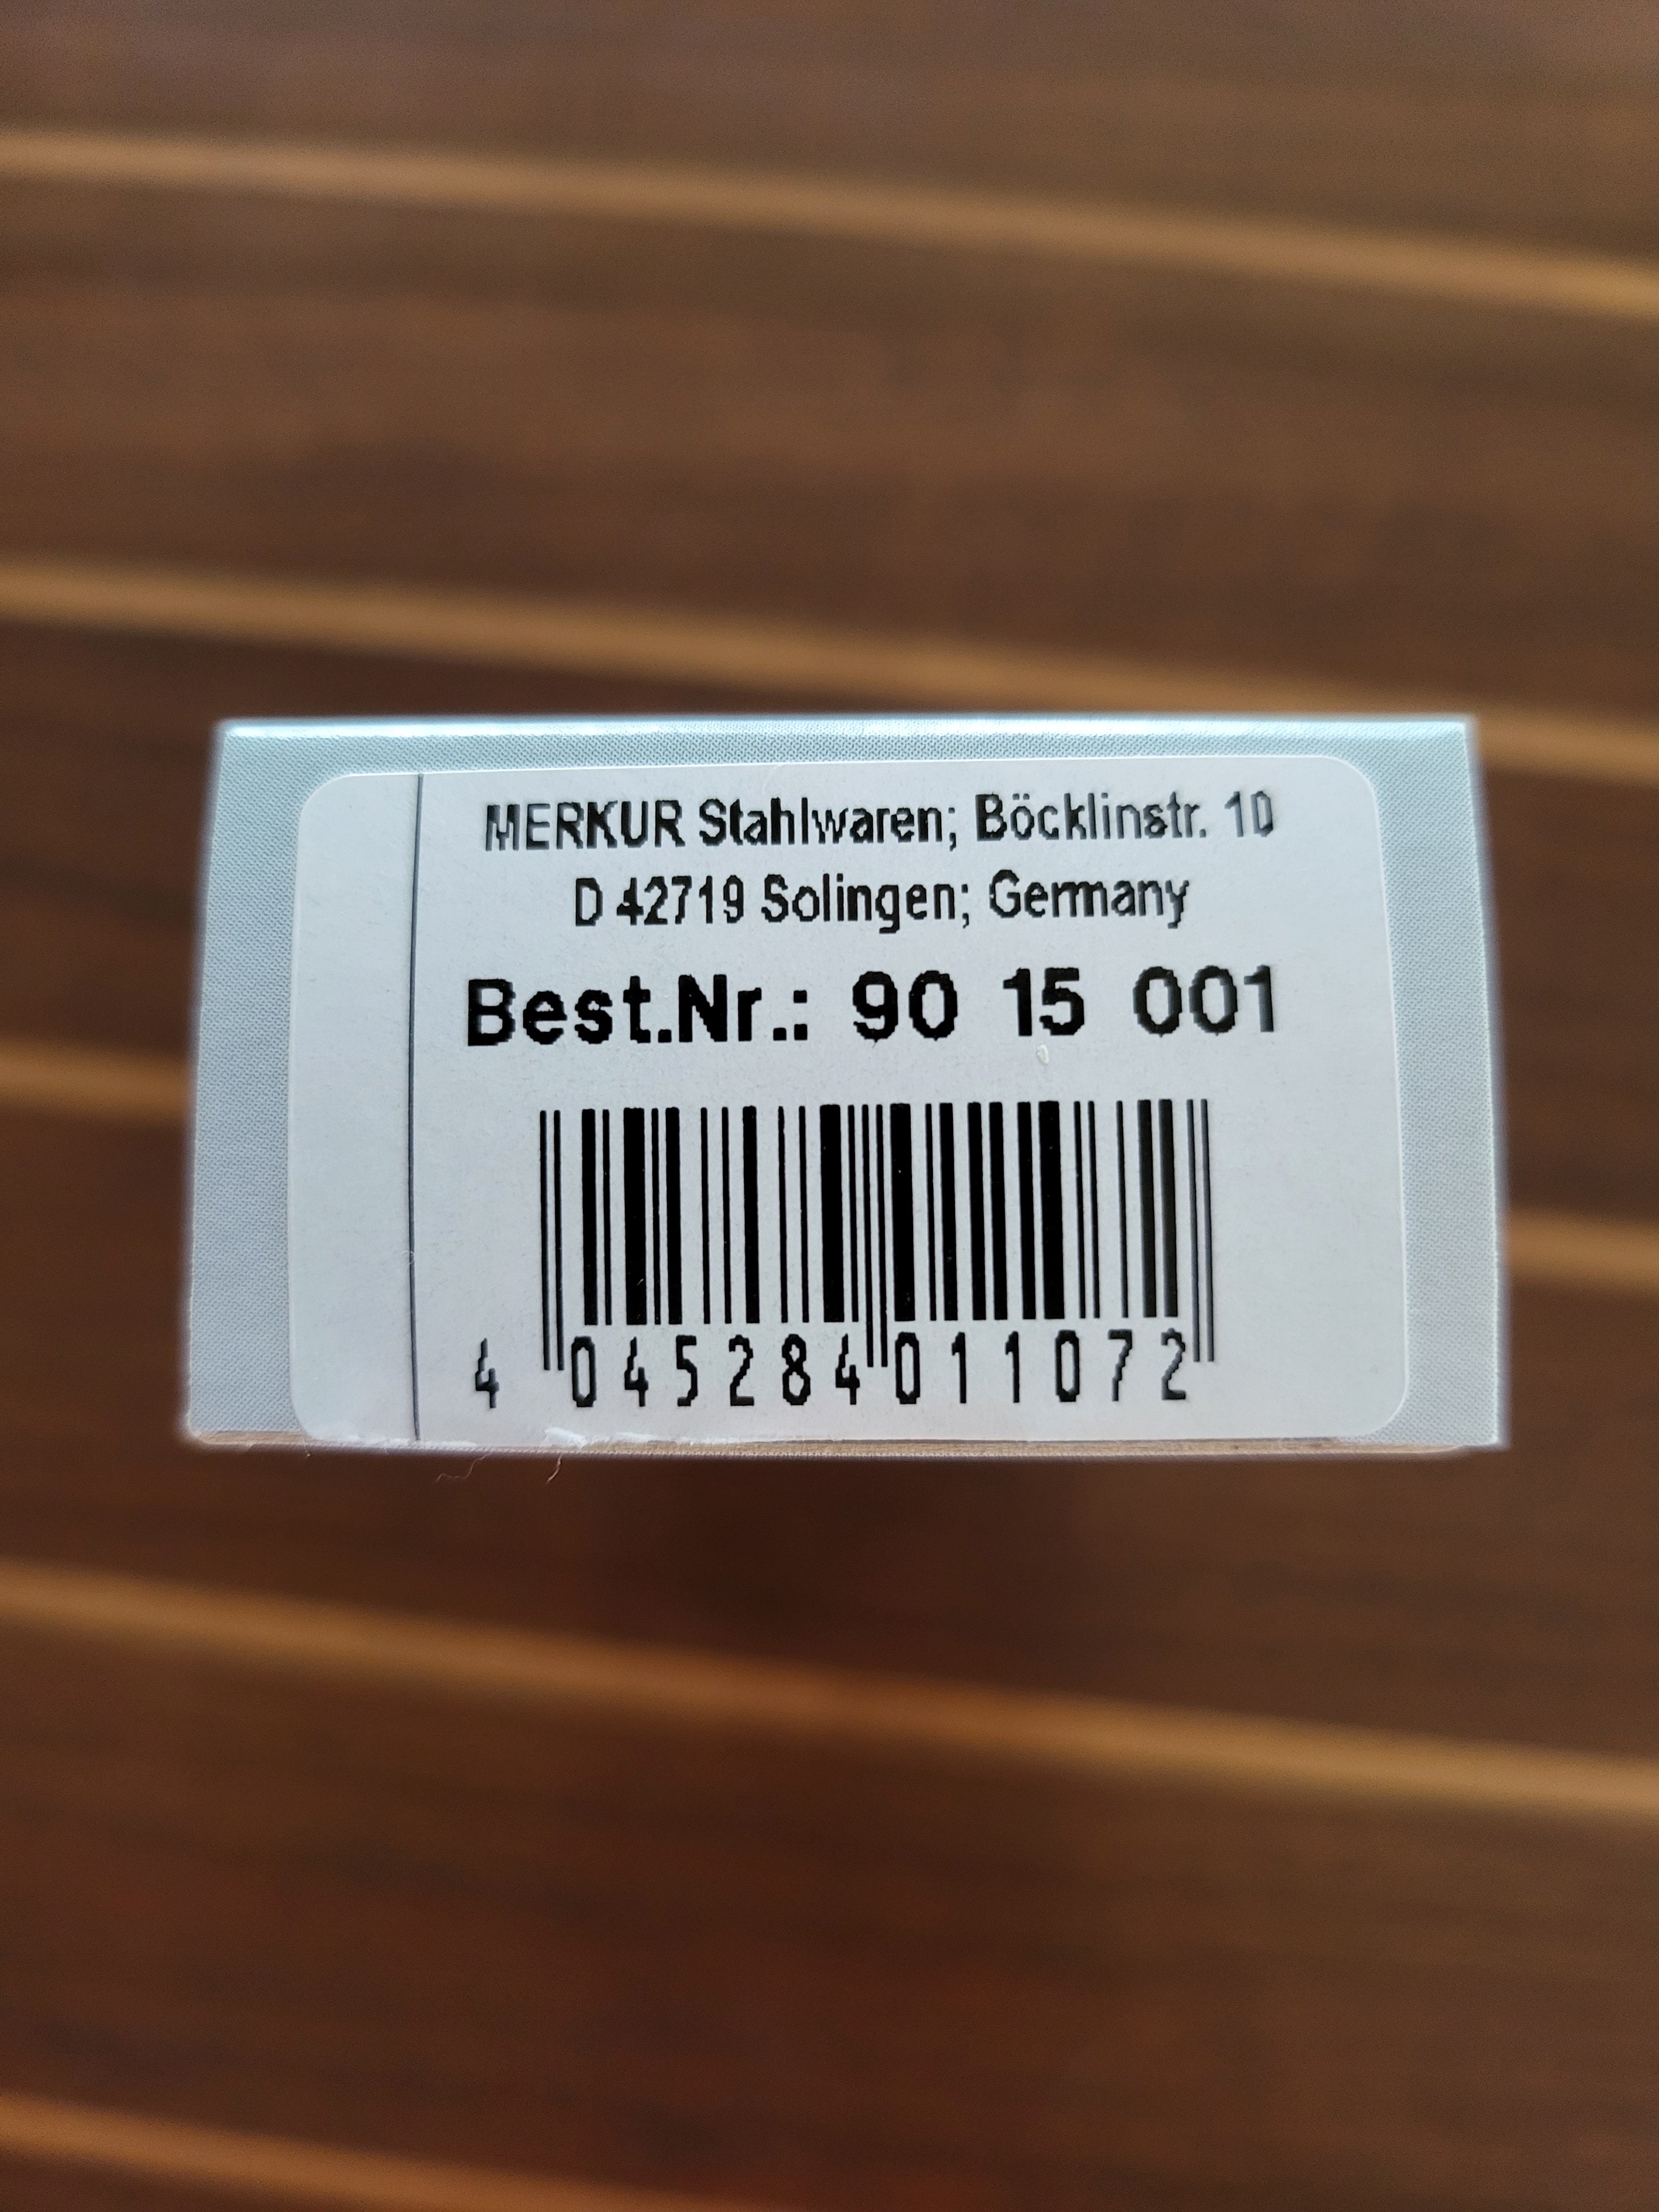 MERKUR Stahlwaren; Böcklinstr. 10
D 42719 Solingen; Germany
Best.Nr.: 90 15 001
4 045284 011072